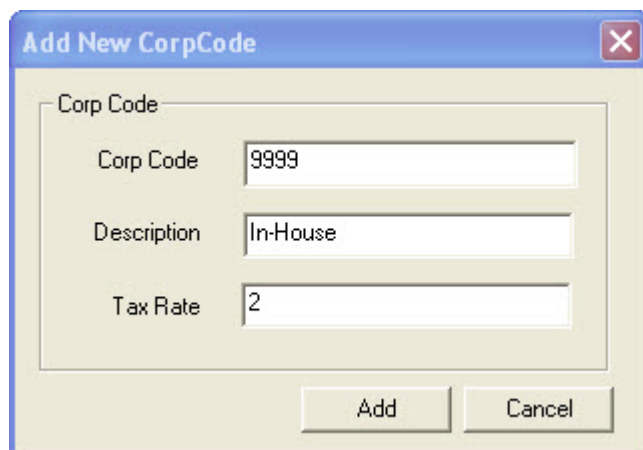 Add New CorpCode
Corp Code
Corp Code 9999
Description In-House
Tax Rate 2
Add Cancel